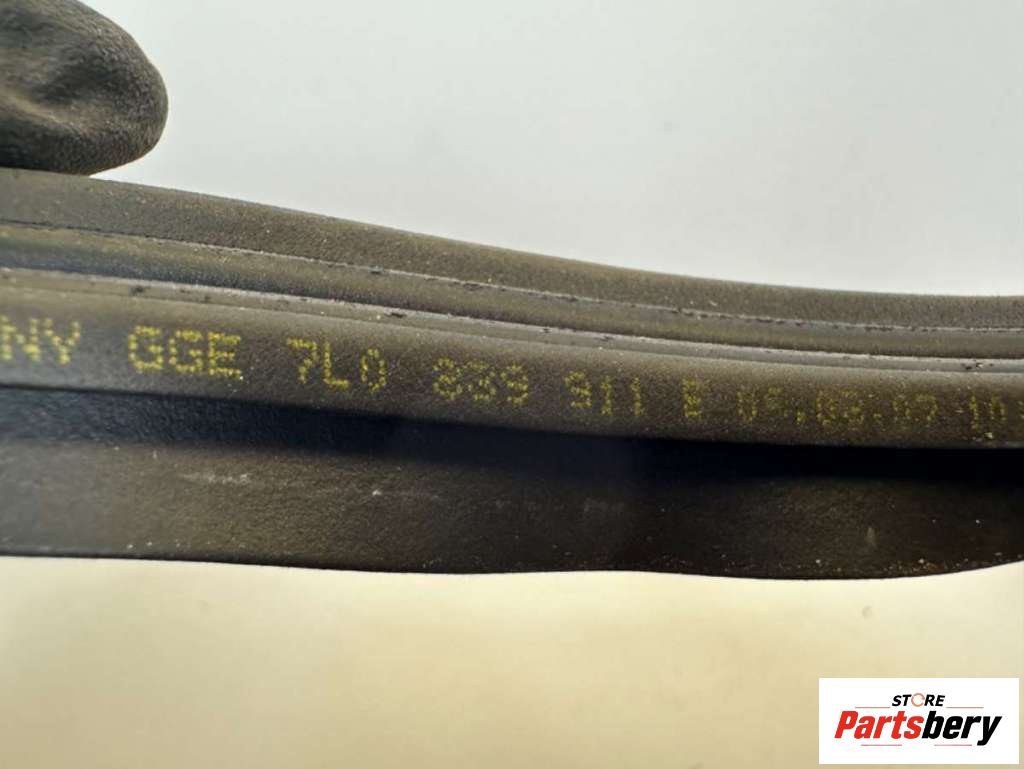 NY GGE 7L0 839 911
STORE
Partsbery